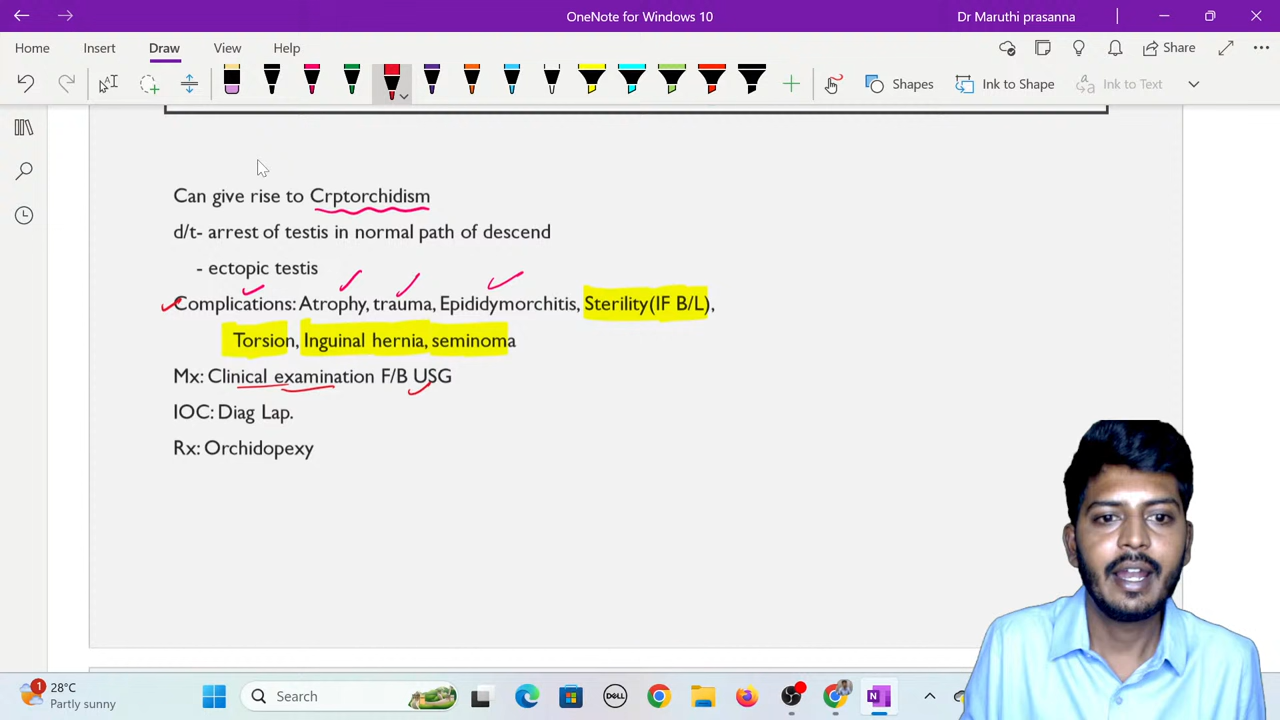 OneNote for Windows 10
Dr Maruthi prasanna
Home
Insert
Draw
View
Help
Share
Shapes
Ink to Shape
Ink to Text
Can give rise to Crptorchidism
d/t- arrest of testis in normal path of descend
- ectopic testis
Complications: Atrophy, trauma, Epididymorchitis, Sterility(IF B/L),
Torsion, Inguinal hernia, seminoma
Mx: Clinical examination F/B USG
IOC: Diag Lap.
Rx: Orchidopexy
1
28°C
Partly sunny
Search
DELL
N